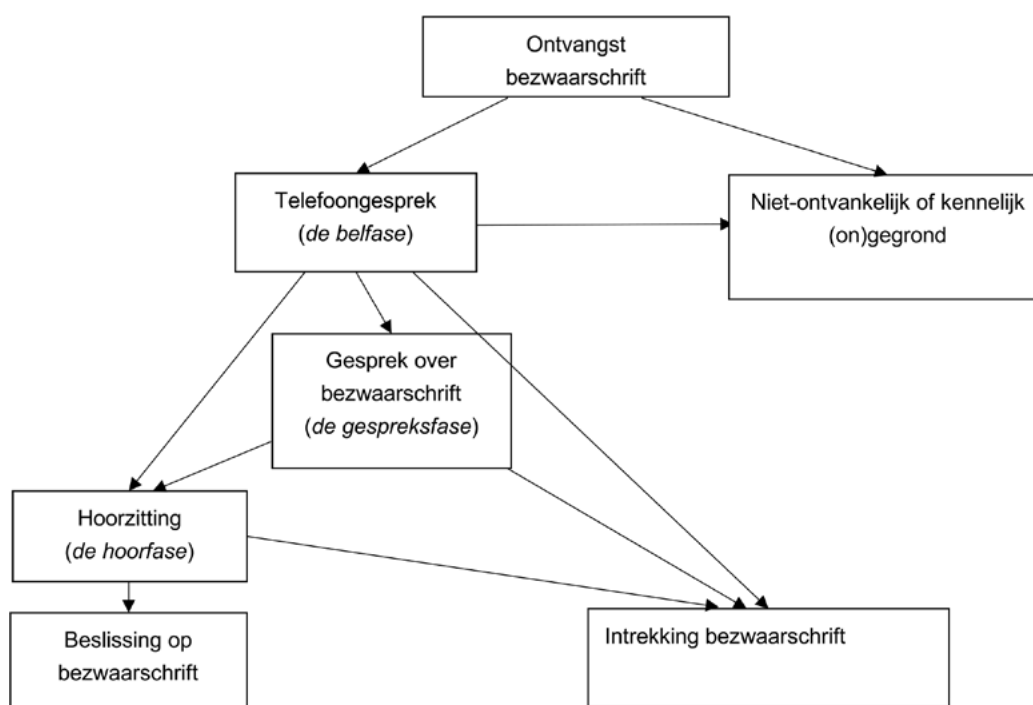 Ontvangst
bezwaarschrift
Telefoongesprek
(de belfase)
Niet-ontvankelijk of kennelijk
(on)gegrond
Gesprek over
bezwaarschrift
(de gespreksfase)
Hoorzitting
(de hoorfase)
Beslissing op
bezwaarschrift
Intrekking bezwaarschrift